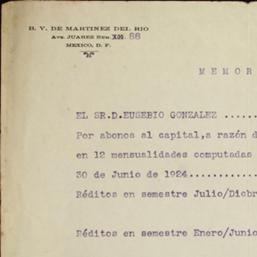 B. Y. DE MARTINEZ DEL RIO
AVE. JUAREZ NUM. 88
MEXICO, D. F.
MEMOR
EL SR.D.EUSEBIO GONZALEZ ......
Por abonos al capital,a razón d
en 12 mensualidades computadas
30 de Junio de 1924...........
Réditos en semestre Julio/Dicbr
Réditos en semestre Enero/Junio